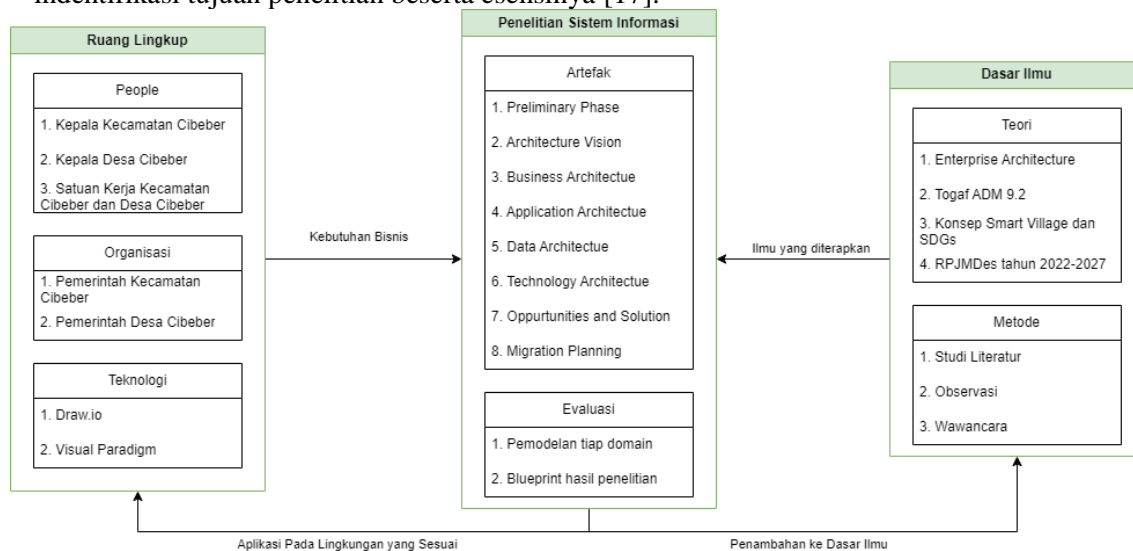 indentifikasi tujuan penelitian beserta esensinya [17].
Ruang Lingkup
People
1. Kepala Kecamatan Cibeber
2. Kepala Desa Cibeber
3. Satuan Kerja Kecamatan
Cibeber dan Desa Cibeber
Organisasi
1. Pemerintah Kecamatan
Cibeber
2. Pemerintah Desa Cibeber
Teknologi
1. Draw.io
2. Visual Paradigm
Kebutuhan Bisnis
Penelitian Sistem Informasi
Artefak
1. Preliminary Phase
2. Architecture Vision
3. Business Architectue
4. Application Architectue
5. Data Architectue
6. Technology Architectue
7. Oppurtunities and Solution
8. Migration Planning
Evaluasi
1. Pemodelan tiap domain
2. Blueprint hasil penelitian
Ilmu yang diterapkan
Dasar Ilmu
Teori
1. Enterprise Architecture
2. Togaf ADM 9.2
3. Konsep Smart Village dan
SDGs
4. RPJMDes tahun 2022-2027
Metode
1. Studi Literatur
2. Observasi
3. Wawancara
Aplikasi Pada Lingkungan yang Sesuai
Penambahan ke Dasar Ilmu